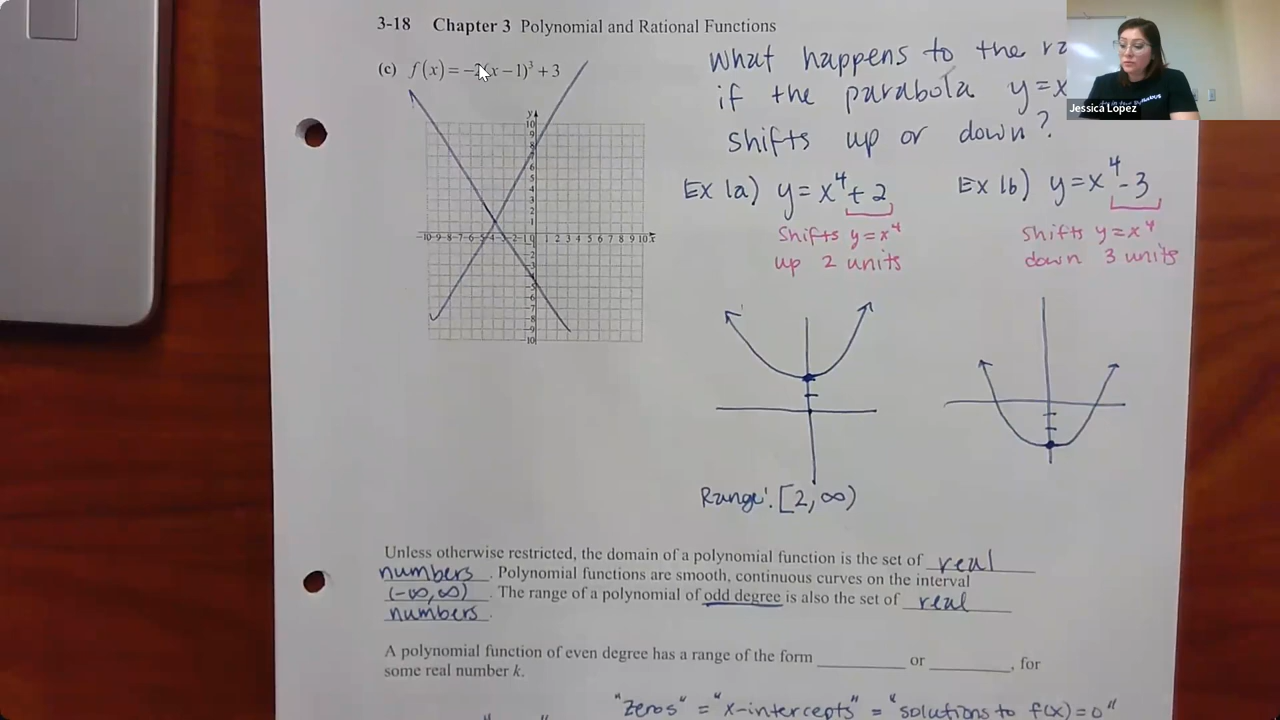 3-18 Chapter 3 Polynomial and Rational Functions
(c) f(x) = -2(x - 1)³ + 3
What happens to the
if the parabola y = x
shifts up or down?
Jessica Lopez
Ex 1a) y = x⁴ + 2
Shifts y = x⁴
up 2 units
Ex 1b) y = x⁴ - 3
Shifts y = x⁴
down 3 units
Range: [2, ∞)
Unless otherwise restricted, the domain of a polynomial function is the set of real
numbers. Polynomial functions are smooth, continuous curves on the interval
(-∞, ∞). The range of a polynomial of odd degree is also the set of real
numbers.
A polynomial function of even degree has a range of the form ________ or ________, for
some real number k.
"Zeros" = "x-intercepts" = "solutions to f(x) = 0"